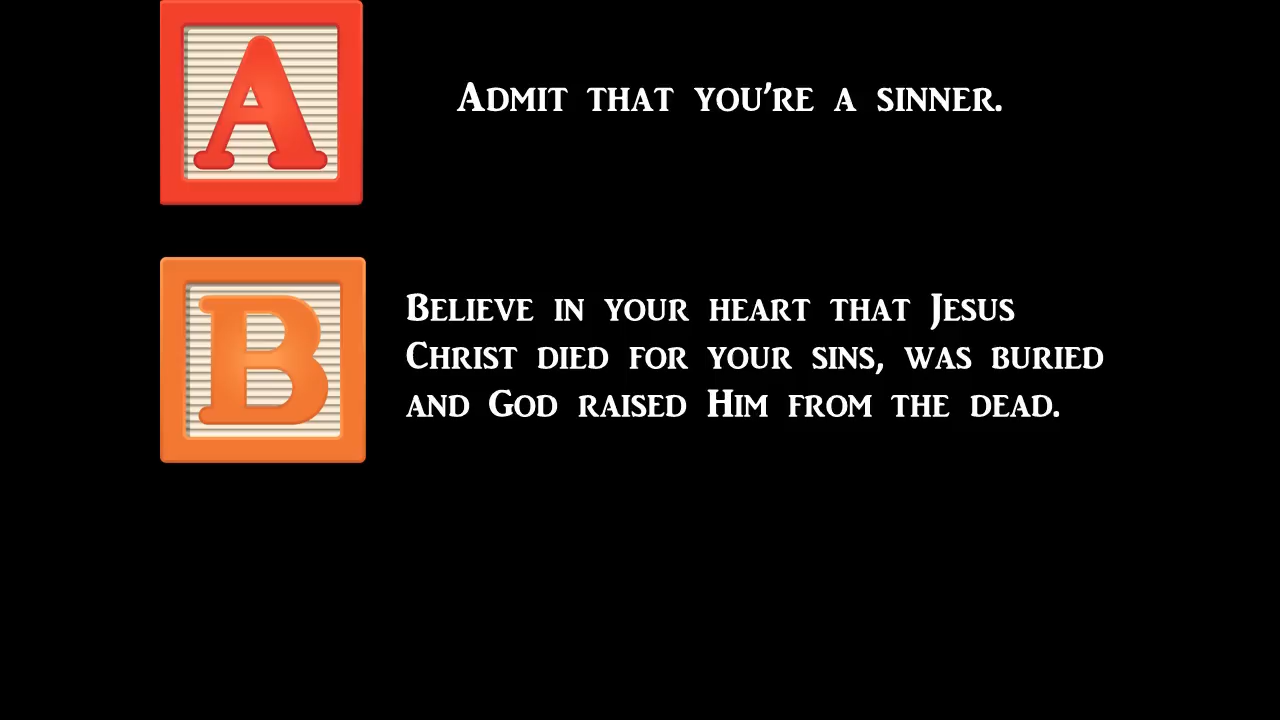 A
Admit that you're a sinner.
B
Believe in your heart that Jesus
Christ died for your sins, was buried
and God raised Him from the dead.